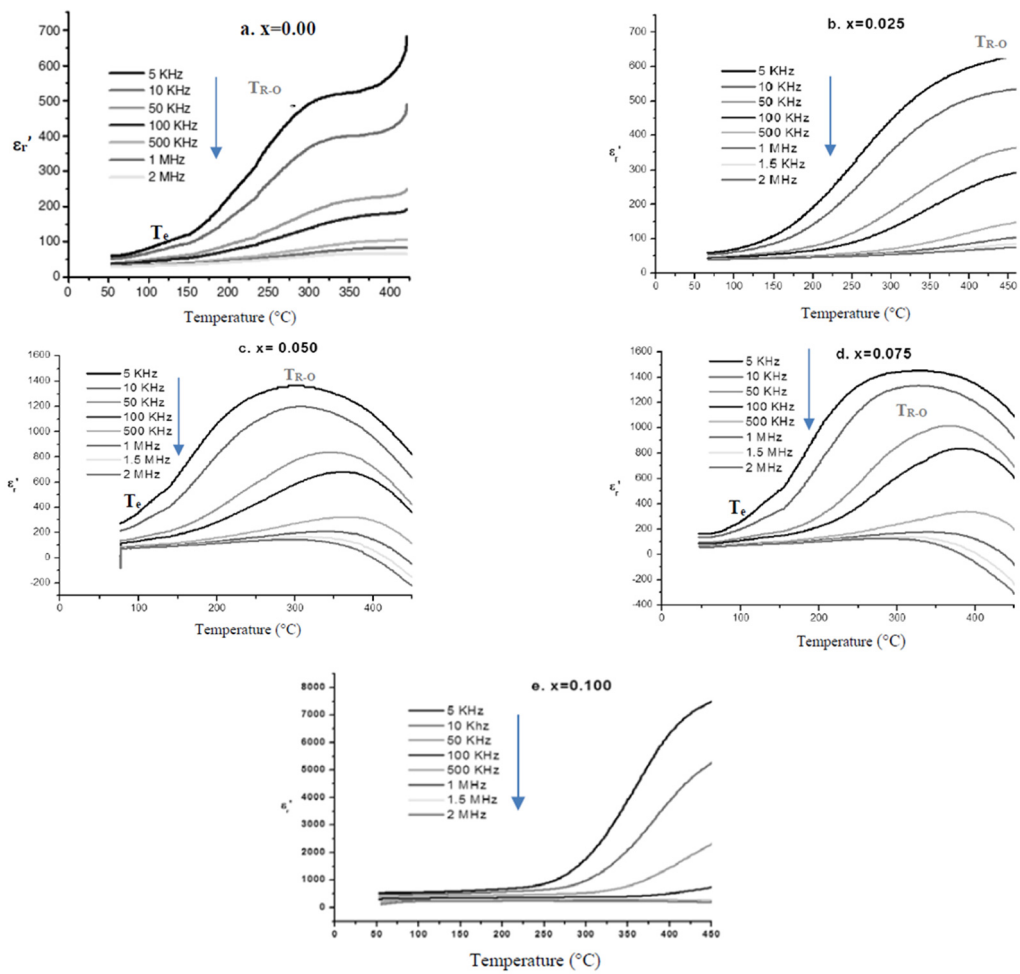 a. x=0.00
700
600
500
400
300
200
100
0
εr'
5 KHz
10 KHz
50 KHz
100 KHz
500 KHz
1 MHz
2 MHz
TR-O
Te
0 50 100 150 200 250 300 350 400
Temperature (°C)
b. x=0.025
700
600
500
400
300
200
100
0
5 KHz
10 KHz
50 KHz
100 KHz
500 KHz
1 MHz
1.5 KHz
2 MHz
TR-O
0 50 100 150 200 250 300 350 400 450
Temperature (°C)
c. x= 0.050
1600
1400
1200
1000
800
600
400
200
0
-200
εr'
5 KHz
10 KHz
50 KHz
100 KHz
500 KHz
1 MHz
1.5 MHz
2 MHz
TR-O
Te
0 100 200 300 400
Temperature (°C)
d. x=0.075
1600
1400
1200
1000
800
600
400
200
0
-200
-400
εr'
5 KHz
10 KHz
50 KHz
100 KHz
500 KHz
1 MHz
1.5 MHz
2 MHz
TR-O
Te
0 100 200 300 400
Temperature (°C)
e. x=0.100
8000
7000
6000
5000
4000
3000
2000
1000
0
εr'
5 KHz
10 Khz
50 KHz
100 KHz
500 KHz
1 MHz
1.5 MHz
2 MHz
0 50 100 150 200 250 300 350 400 450
Temperature (°C)